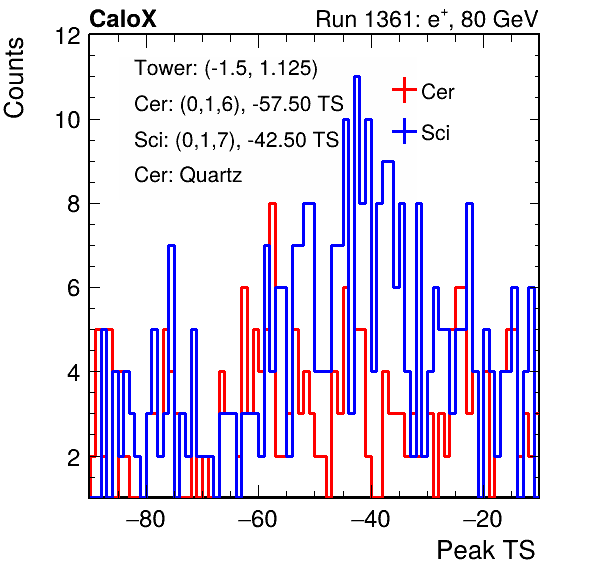 CaloX Run 1361: e⁺, 80 GeV
Counts
12
10
8
6
4
2
Tower: (-1.5, 1.125)
Cer: (0,1,6), -57.50 TS
Sci: (0,1,7), -42.50 TS
Cer: Quartz
Cer
Sci
−80 −60 −40 −20
Peak TS